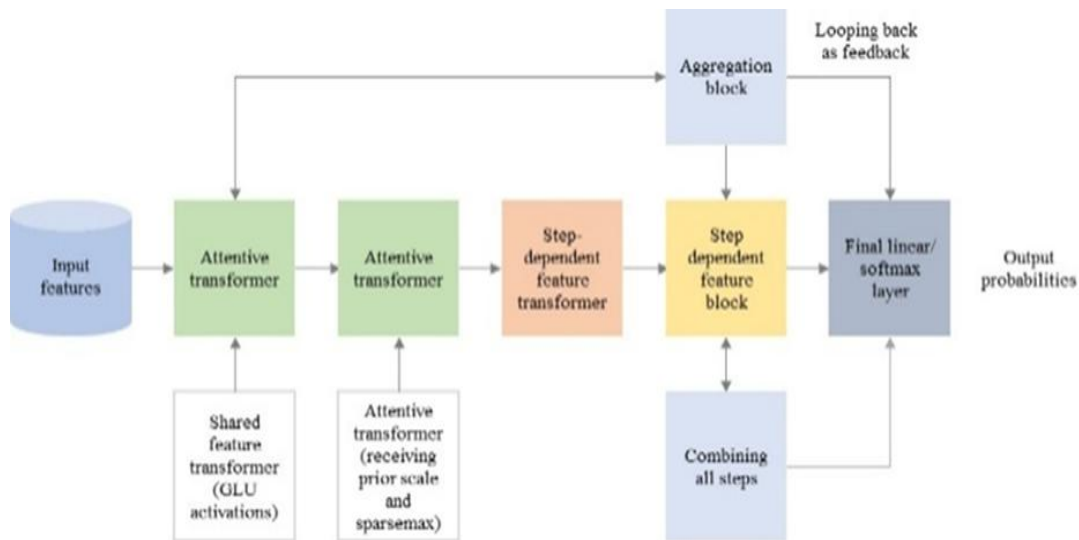 Aggregation
block
Looping back
as feedback
Input
features
Attentive
transformer
Attentive
transformer
Step-
dependent
feature
transformer
Step
dependent
feature
block
Final linear/
softmax
layer
Output
probabilities
Shared
feature
transformer
(GLU
activations)
Attentive
transformer
(receiving
prior scale
and
sparsemax)
Combining
all steps